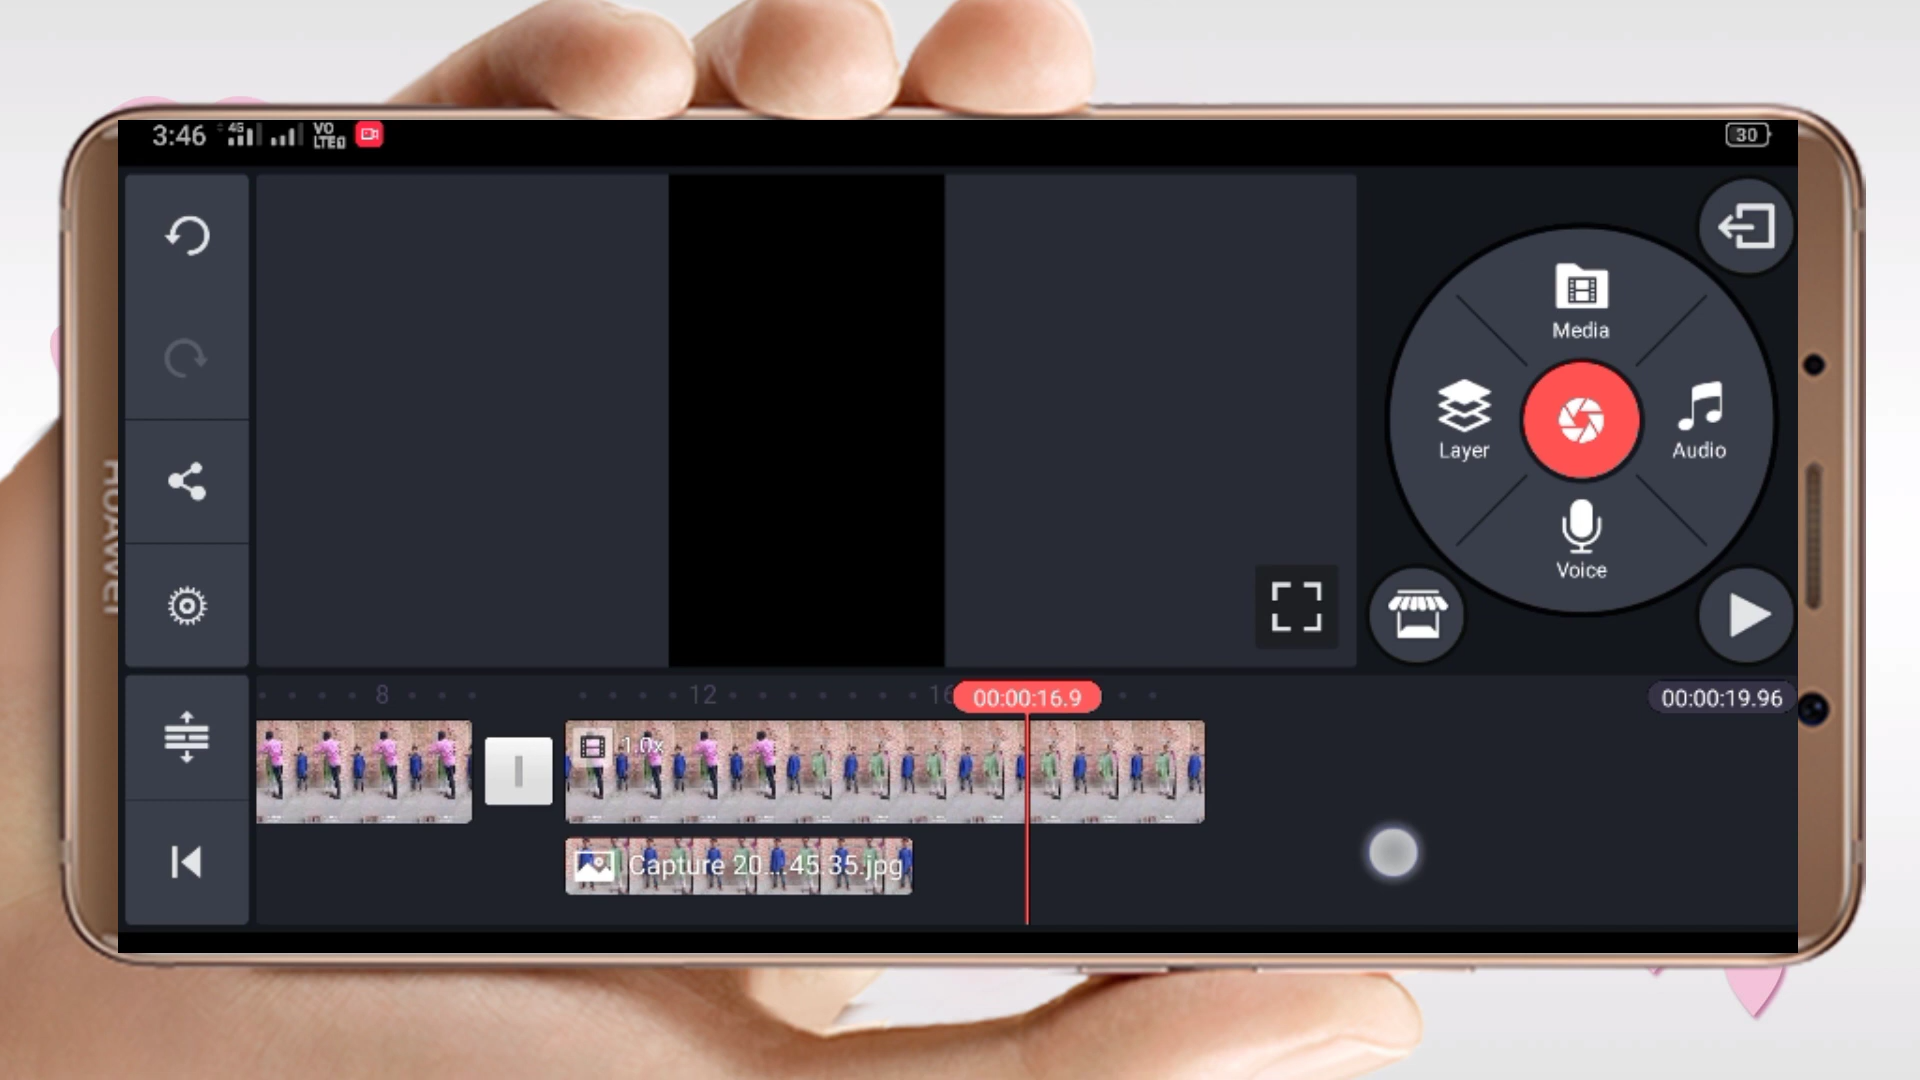 3:46 4G VO LTE 30
HUAWEI
Media
Layer
Audio
Voice
8 12 16 00:00:16.9 00:00:19.96
1.0x
Capture 20....45.35.jpg